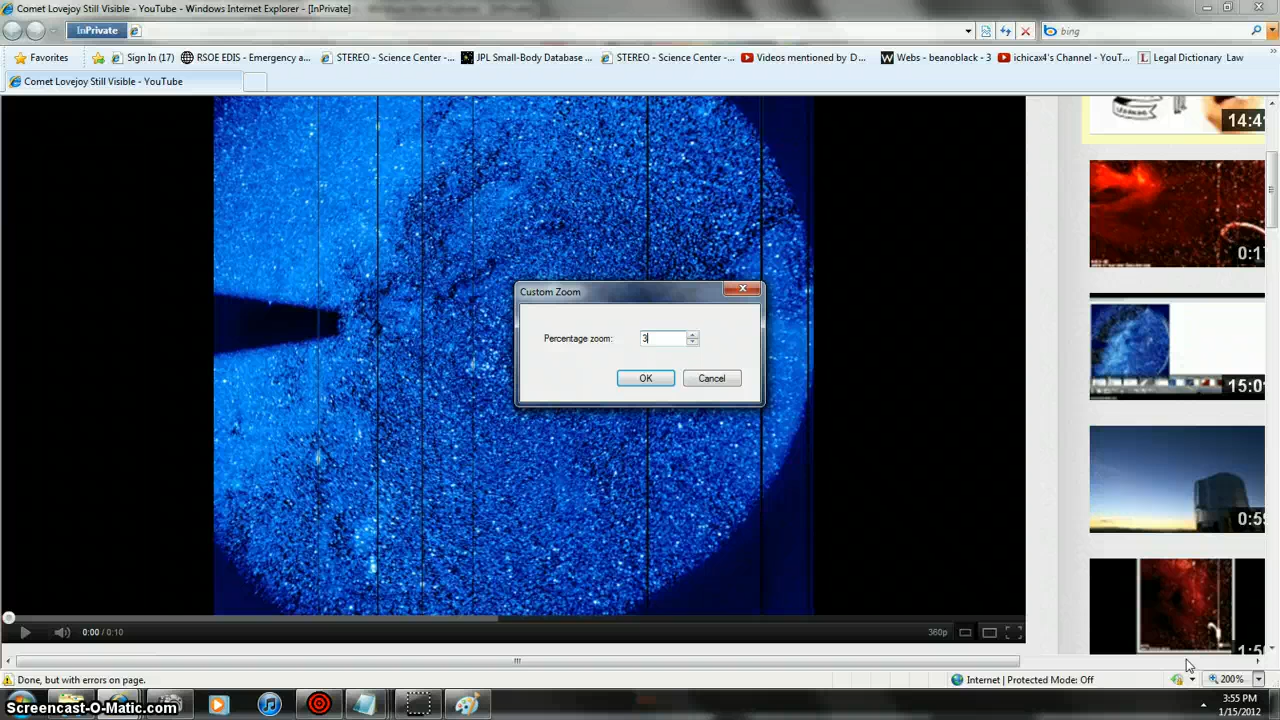 Comet Lovejoy Still Visible - YouTube - Windows Internet Explorer - [InPrivate]
InPrivate
bing
Favorites
Sign In (17)
RSOE EDIS - Emergency a...
STEREO - Science Center -...
JPL Small-Body Database ...
STEREO - Science Center -...
Videos mentioned by D...
Webs - beanoblack - 3
ichicax4's Channel - YouT...
Legal Dictionary Law
Comet Lovejoy Still Visible - YouTube
14:41
0:17
15:01
0:59
Custom Zoom
Percentage zoom:
3
OK
Cancel
0:00 / 0:10
360p
Done, but with errors on page.
Internet | Protected Mode: Off
200%
Screencast-O-Matic.com
3:55 PM
1/15/2012